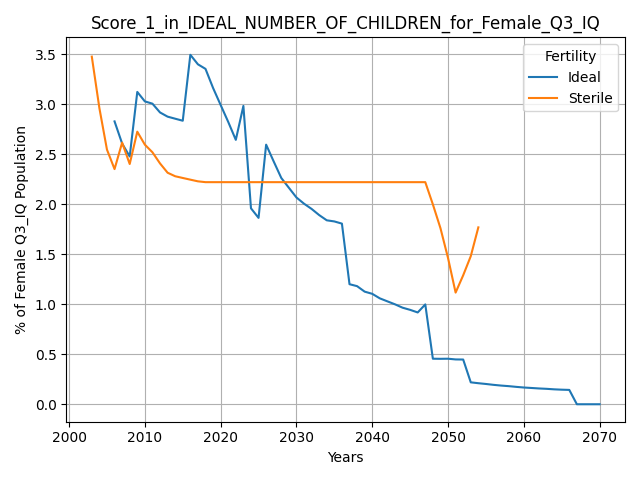 Score_1_in_IDEAL_NUMBER_OF_CHILDREN_for_Female_Q3_IQ
Fertility
Ideal
Sterile
% of Female Q3_IQ Population
3.5
3.0
2.5
2.0
1.5
1.0
0.5
0.0
2000 2010 2020 2030 2040 2050 2060 2070
Years